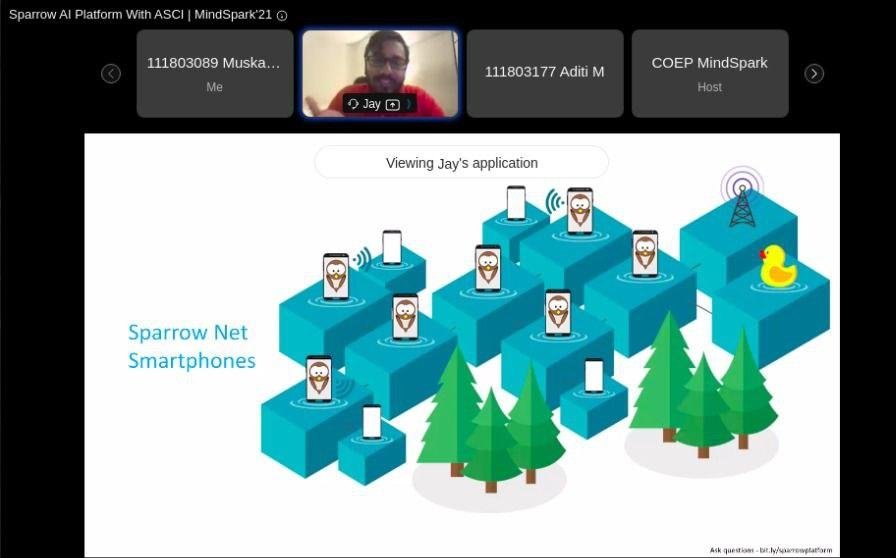 Sparrow AI Platform With ASCI | MindSpark'21
111803089 Muska…
Me
Jay
111803177 Aditi M
COEP MindSpark
Host
Viewing Jay's application
Sparrow Net
Smartphones
Ask questions - bit.ly/sparrowplatform